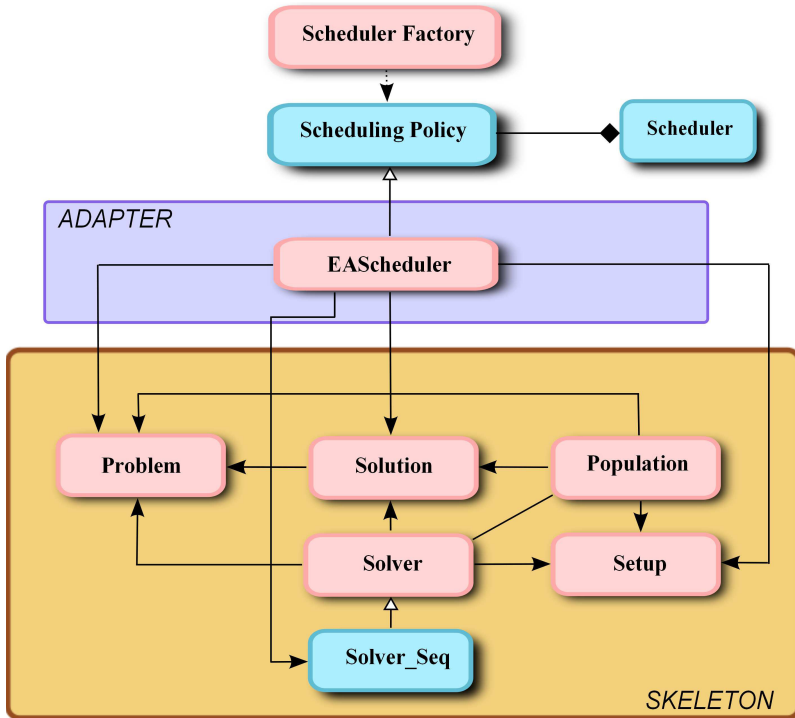 Scheduler Factory
Scheduling Policy
Scheduler
ADAPTER
EAScheduler
Problem
Solution
Population
Solver
Setup
Solver_Seq
SKELETON